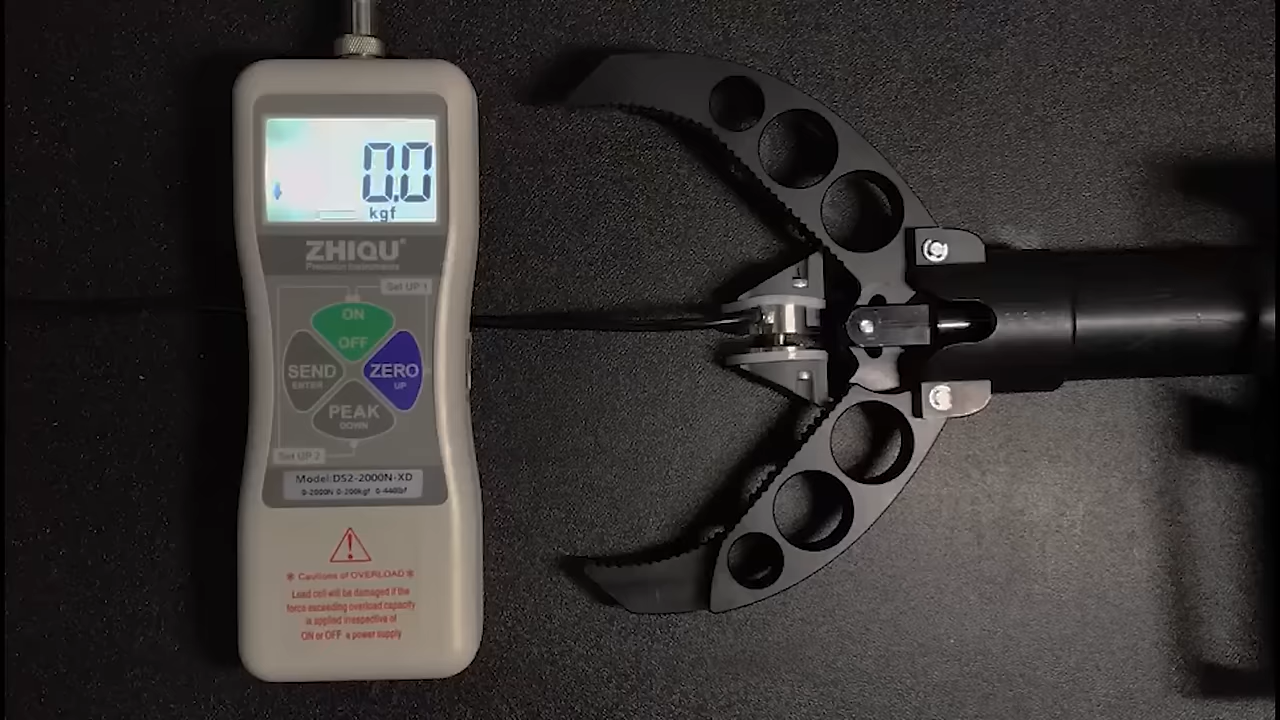 0.0
kgf
ZHIQU®
Precision Instruments
Set UP 1
ON
OFF
SEND
ENTER
ZERO
UP
PEAK
DOWN
Set UP 2
Model:DS2-2000N-XD
0-2000N 0-200kgf 0-440lbf
! 
* Cautions of OVERLOAD *
Load cell will be damaged if the
force exceeding overload capacity
is applied irrespective of
ON or OFF a power supply